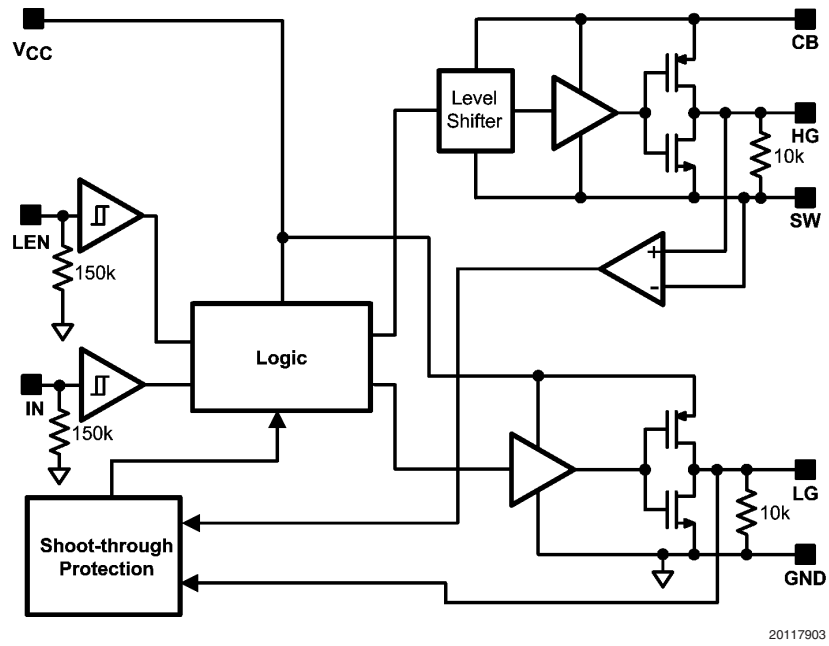 VCC
CB
Level
Shifter
HG
10k
SW
LEN
150k
+
-
Logic
IN
150k
LG
10k
Shoot-through
Protection
GND
20117903